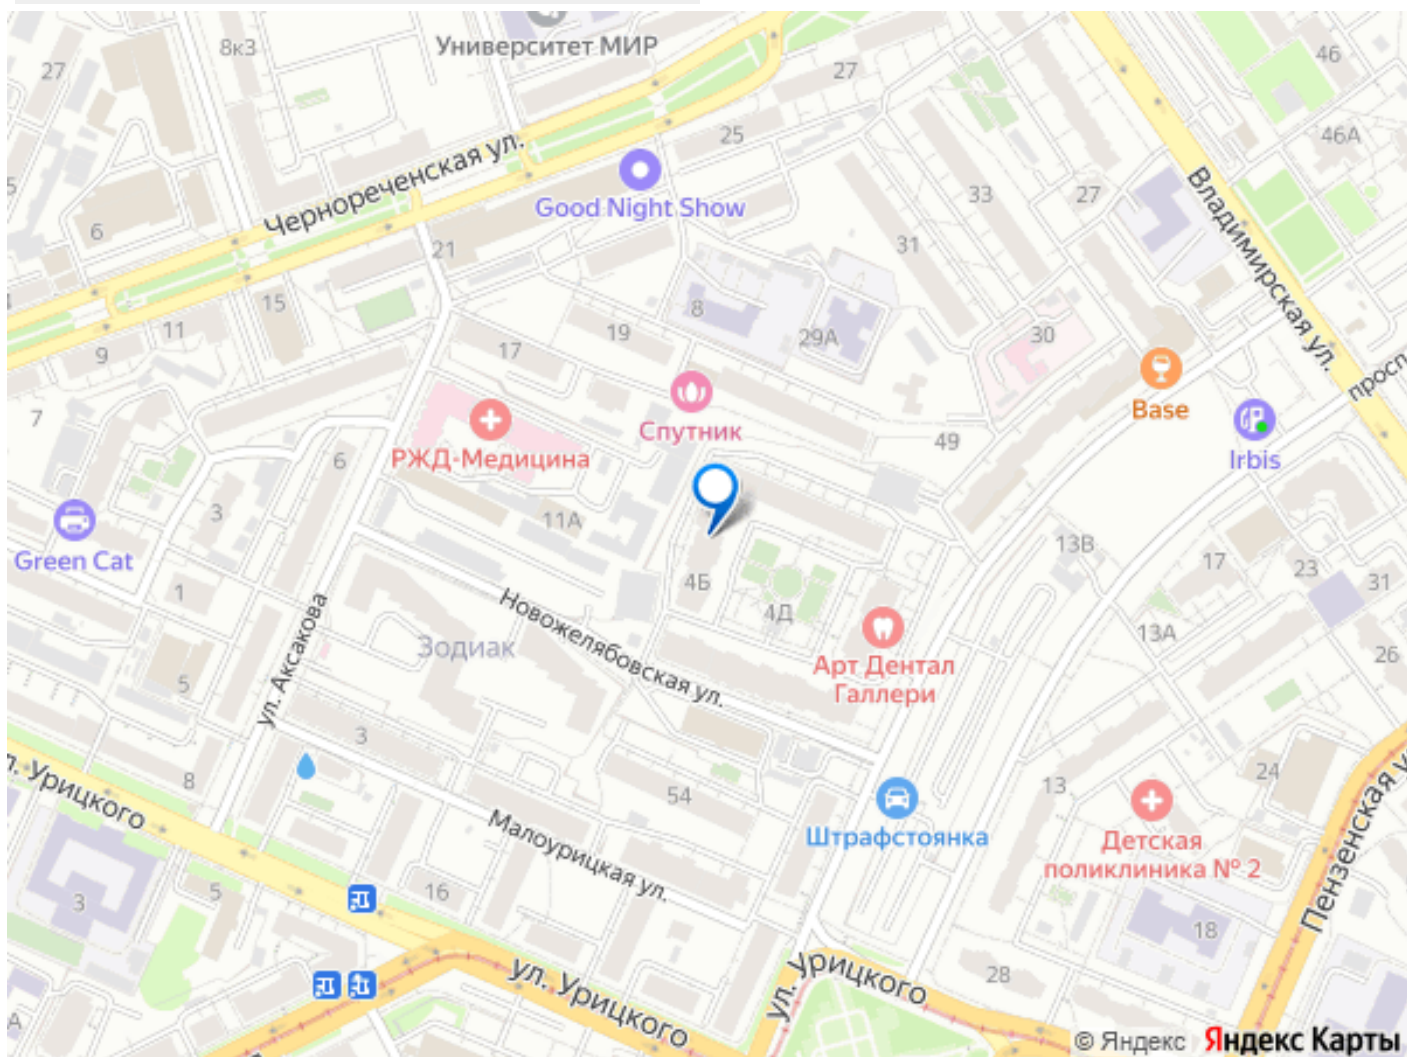 8к3
Университет МИР
27
27
46
46А
25
Чернореченская ул.
Good Night Show
33
27
Владимирская ул.
5
6
21
31
15
11
9
19
17
8
29А
30
просп
7
Спутник
Base
49
Irbis
РЖД-Медицина
6
3
11А
Green Cat
13В
17
23
31
1
4Б
4Д
ул. Аксакова
Новожелябовская ул.
Зодиак
13А
26
Арт Дентал
Галлери
5
3
8
54
13
24
л. Урицкого
Штрафстоянка
Малоурицкая ул.
Детская
поликлиника № 2
Пензенская у
3
5
16
18
ул. Урицкого
ул. Урицкого
28
А
© Яндекс Яндекс Карты